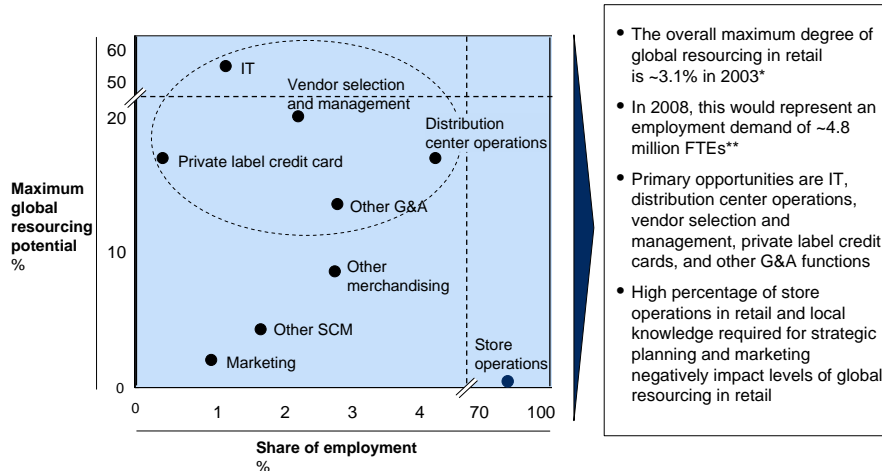 60
50
20
10
0
Maximum
global
resourcing
potential
%
IT
Vendor selection
and management
Distribution
center operations
Private label credit card
Other G&A
Other
merchandising
Other SCM
Marketing
Store
operations
0 1 2 3 4 70 100
Share of employment
%
• The overall maximum degree of
global resourcing in retail
is ~3.1% in 2003*
• In 2008, this would represent an
employment demand of ~4.8
million FTEs**
• Primary opportunities are IT,
distribution center operations,
vendor selection and
management, private label credit
cards, and other G&A functions
• High percentage of store
operations in retail and local
knowledge required for strategic
planning and marketing
negatively impact levels of global
resourcing in retail